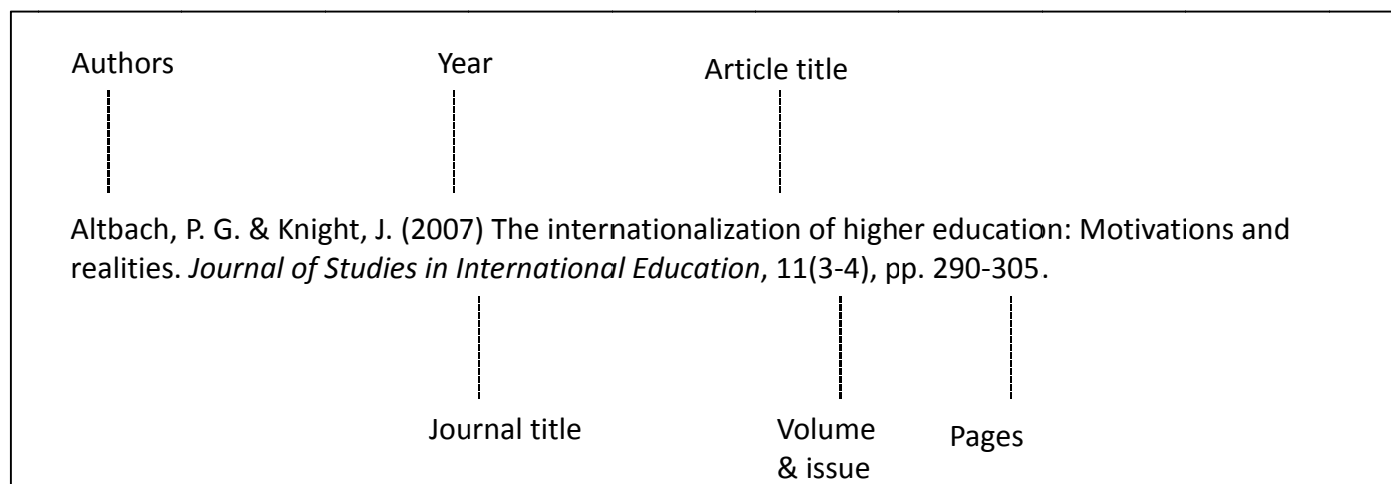 Authors Year Article title
Altbach, P. G. & Knight, J. (2007) The internationalization of higher education: Motivations and
realities. Journal of Studies in International Education, 11(3-4), pp. 290-305.
Journal title Volume Pages
& issue